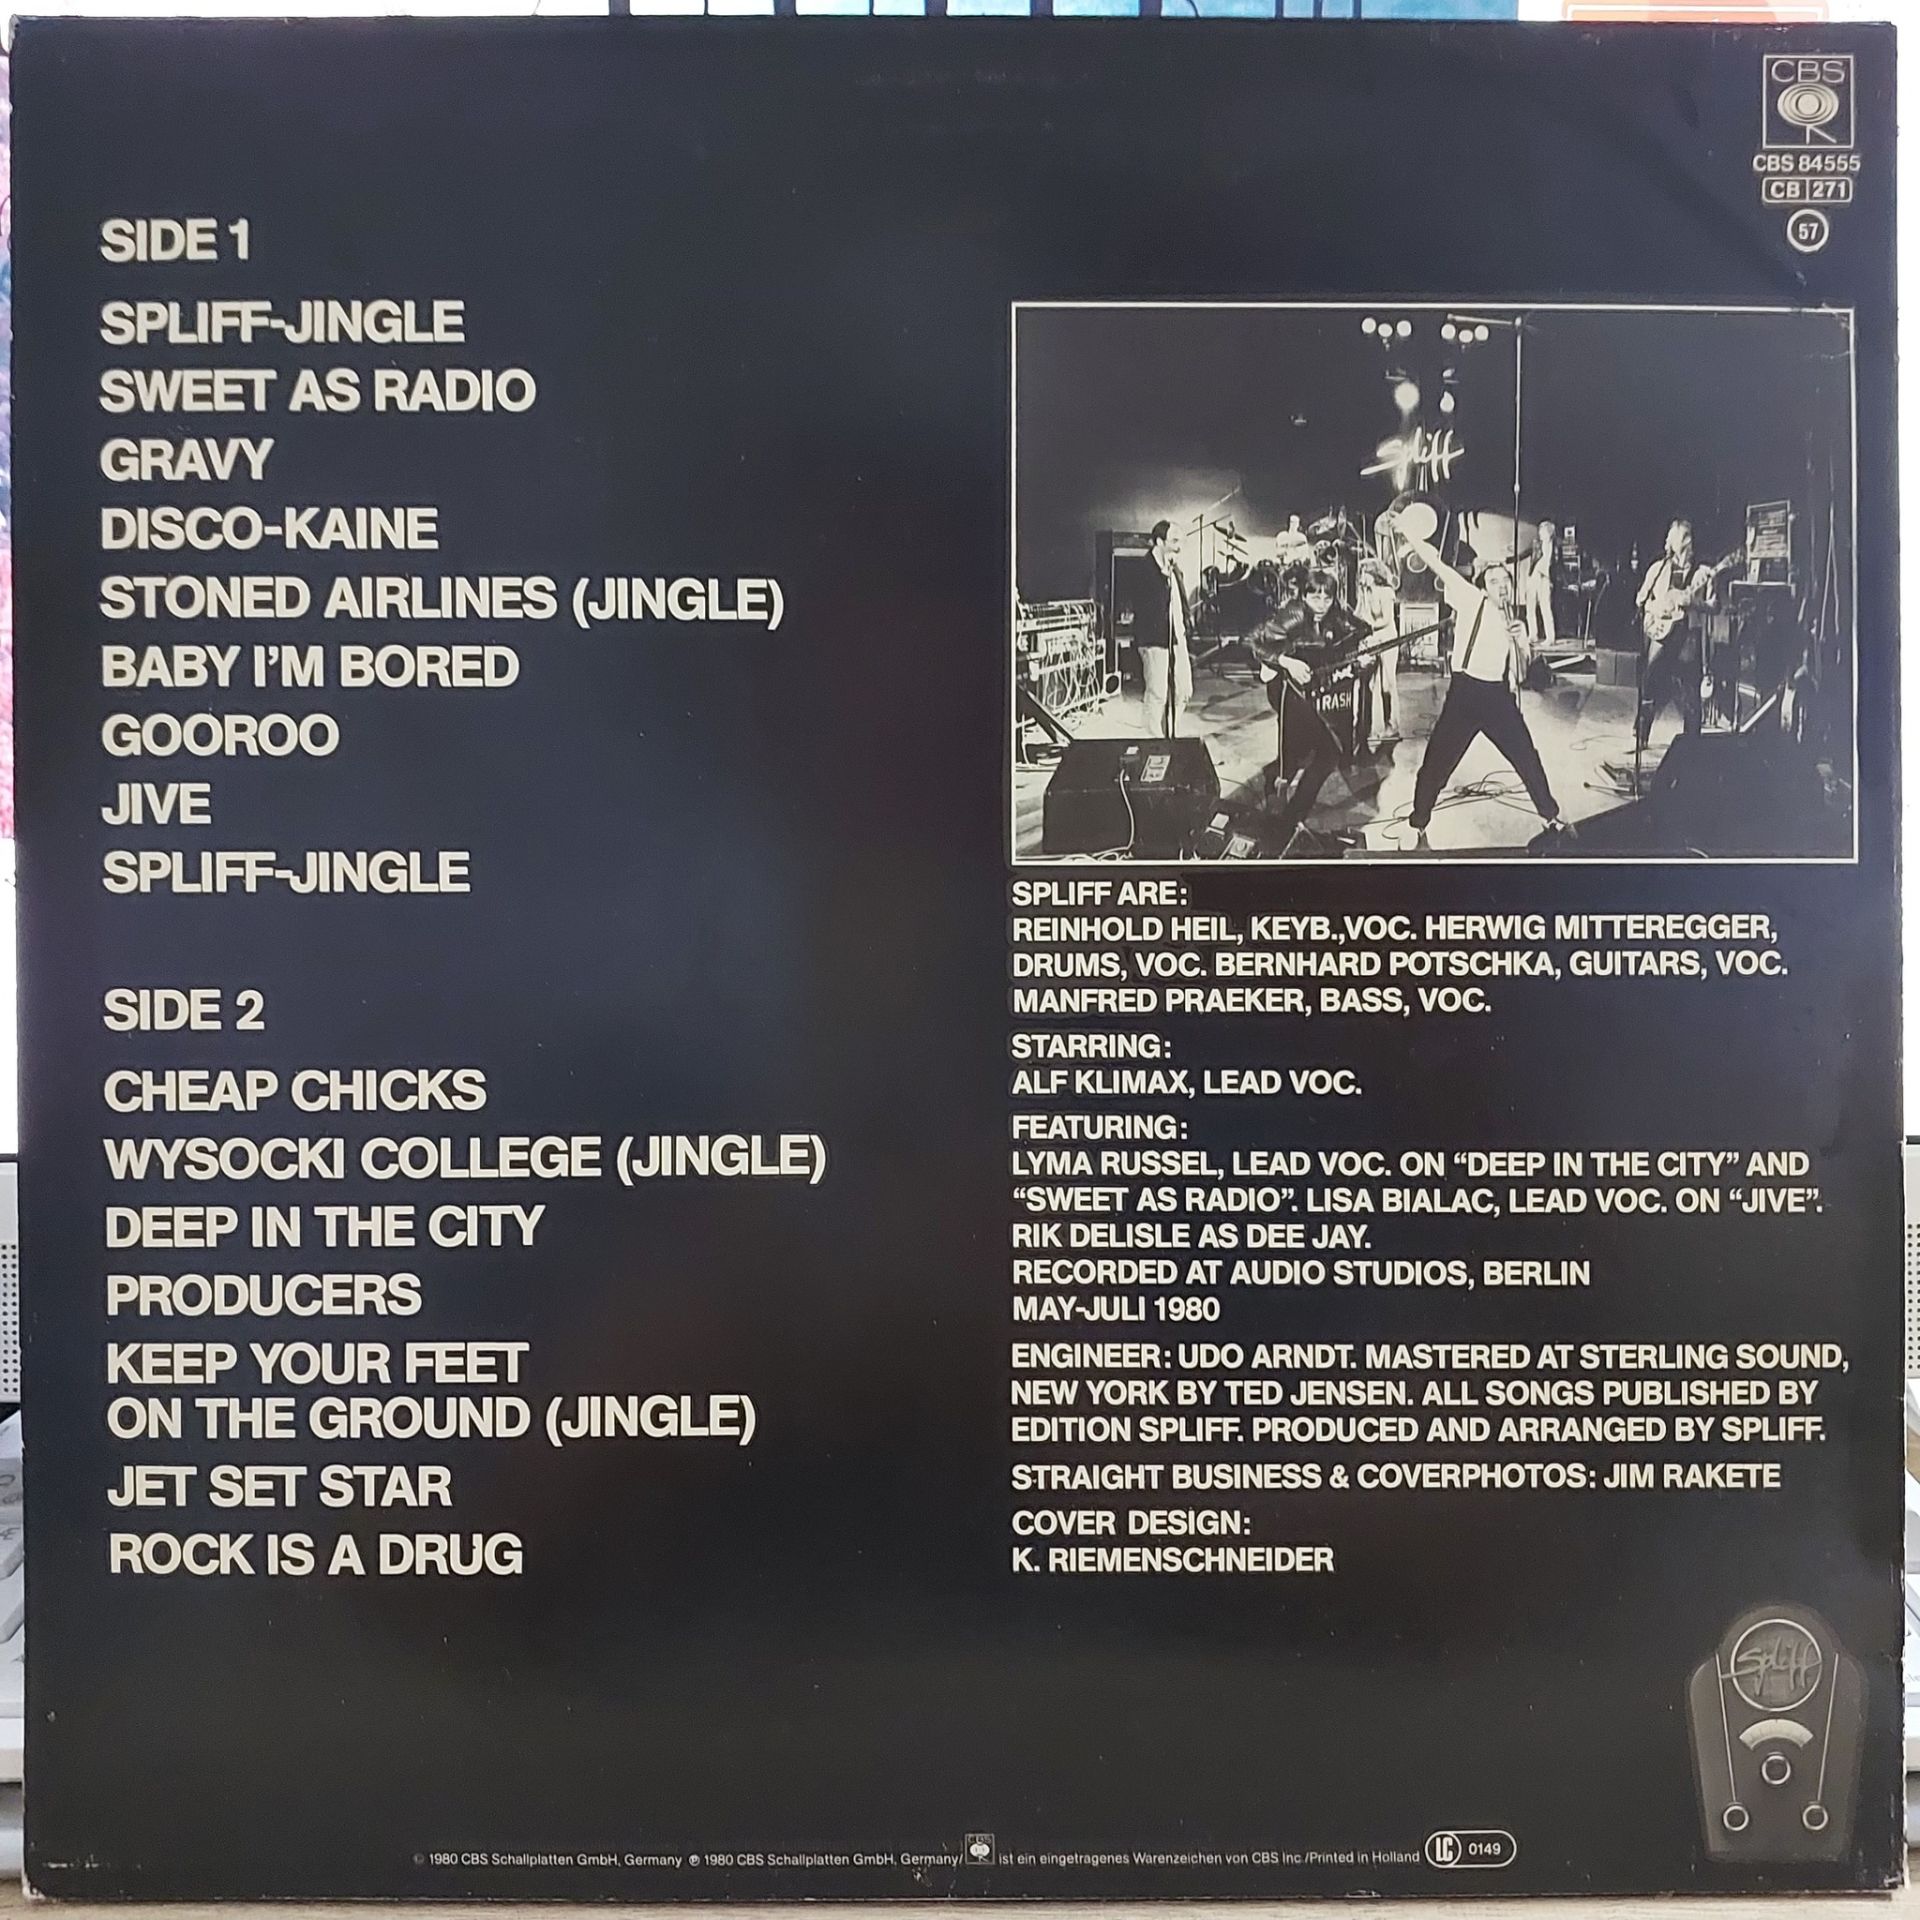 CBS
CBS 84555
CB 271
57
SIDE 1
SPLIFF-JINGLE
SWEET AS RADIO
GRAVY
DISCO-KAINE
STONED AIRLINES (JINGLE)
BABY I'M BORED
GOOROO
JIVE
SPLIFF-JINGLE
SIDE 2
CHEAP CHICKS
WYSOCKI COLLEGE (JINGLE)
DEEP IN THE CITY
PRODUCERS
KEEP YOUR FEET
ON THE GROUND (JINGLE)
JET SET STAR
ROCK IS A DRUG
Spliff
TRASH
SPLIFF ARE:
REINHOLD HEIL, KEYB.,VOC. HERWIG MITTEREGGER,
DRUMS, VOC. BERNHARD POTSCHKA, GUITARS, VOC.
MANFRED PRAEKER, BASS, VOC.
STARRING:
ALF KLIMAX, LEAD VOC.
FEATURING:
LYMA RUSSEL, LEAD VOC. ON “DEEP IN THE CITY” AND
“SWEET AS RADIO”. LISA BIALAC, LEAD VOC. ON “JIVE”.
RIK DELISLE AS DEE JAY.
RECORDED AT AUDIO STUDIOS, BERLIN
MAY-JULI 1980
ENGINEER: UDO ARNDT. MASTERED AT STERLING SOUND,
NEW YORK BY TED JENSEN. ALL SONGS PUBLISHED BY
EDITION SPLIFF. PRODUCED AND ARRANGED BY SPLIFF.
STRAIGHT BUSINESS & COVERPHOTOS: JIM RAKETE
COVER DESIGN:
K. RIEMENSCHNEIDER
Spliff
© 1980 CBS Schallplatten GmbH, Germany ℗ 1980 CBS Schallplatten GmbH, Germany/ CBS ist ein eingetragenes Warenzeichen von CBS Inc./Printed in Holland LC 0149